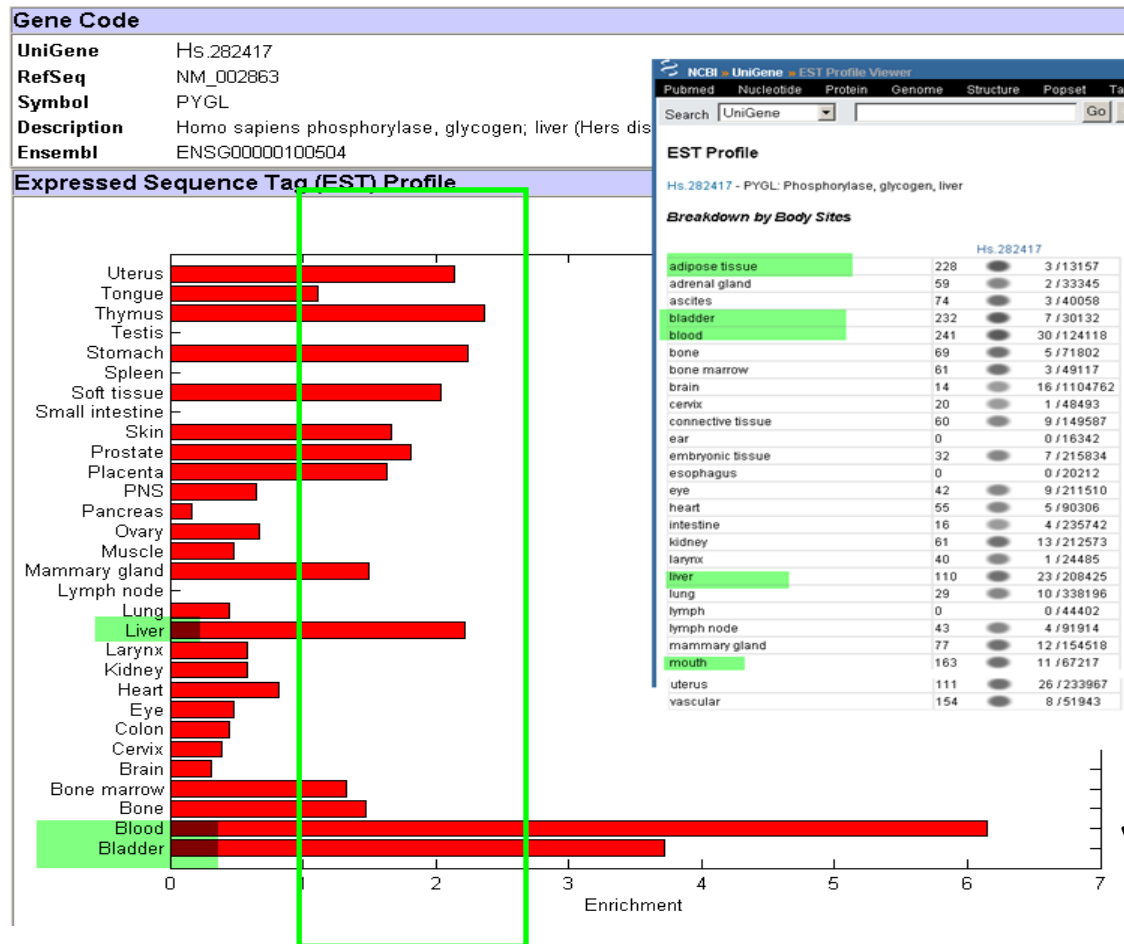 Gene Code
UniGene Hs.282417
RefSeq NM_002863
Symbol PYGL
Description Homo sapiens phosphorylase, glycogen; liver (Hers dis
Ensembl ENSG00000100504
Expressed Sequence Tag (EST) Profile
Uterus
Tongue
Thymus
Testis
Stomach
Spleen
Soft tissue
Small intestine
Skin
Prostate
Placenta
PNS
Pancreas
Ovary
Muscle
Mammary gland
Lymph node
Lung
Liver
Larynx
Kidney
Heart
Eye
Colon
Cervix
Brain
Bone marrow
Bone
Blood
Bladder
0 1 2 3 4 5 6 7
Enrichment
NCBI » UniGene » EST Profile Viewer
Pubmed Nucleotide Protein Genome Structure Popset Ta
Search UniGene Go
EST Profile
Hs.282417 - PYGL: Phosphorylase, glycogen, liver
Breakdown by Body Sites
Hs.282417
adipose tissue 228 3 / 13157
adrenal gland 59 2 / 33345
ascites 74 3 / 40058
bladder 232 7 / 30132
blood 241 30 / 124118
bone 69 5 / 71802
bone marrow 61 3 / 49117
brain 14 16 / 1104762
cervix 20 1 / 48493
connective tissue 60 9 / 149587
ear 0 0 / 16342
embryonic tissue 32 7 / 215834
esophagus 0 0 / 20212
eye 42 9 / 211510
heart 55 5 / 90306
intestine 16 4 / 235742
kidney 61 13 / 212573
larynx 40 1 / 24485
liver 110 23 / 208425
lung 29 10 / 338196
lymph 0 0 / 44402
lymph node 43 4 / 91914
mammary gland 77 12 / 154518
mouth 163 11 / 67217
uterus 111 26 / 233967
vascular 154 8 / 51943